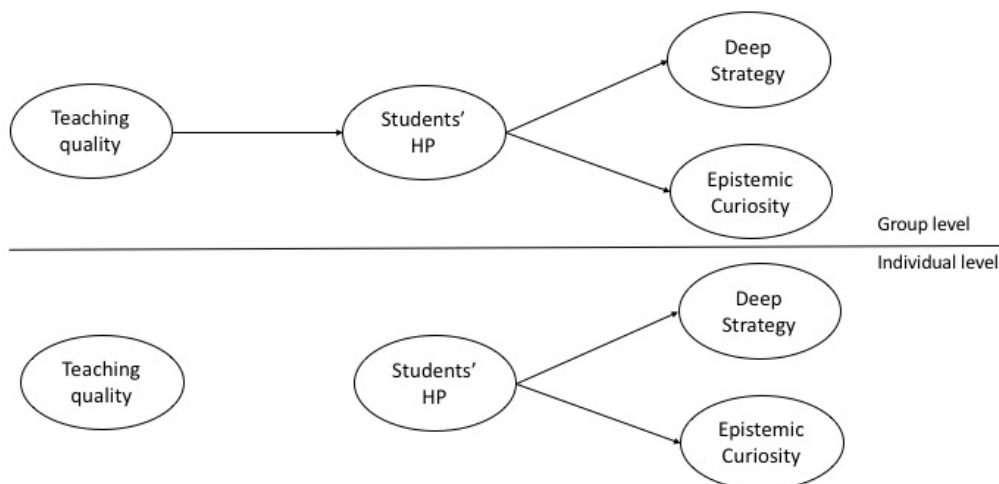 Deep
Strategy
Teaching
quality
Students'
HP
Epistemic
Curiosity
Group level
Individual level
Deep
Strategy
Teaching
quality
Students'
HP
Epistemic
Curiosity